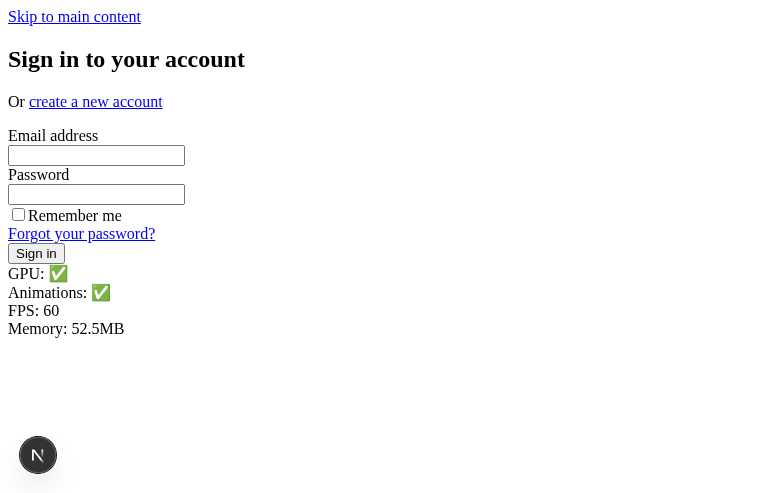 Skip to main content
Sign in to your account
Or create a new account
Email address
Password
Remember me
Forgot your password?
Sign in
GPU: ✅
Animations: ✅
FPS: 60
Memory: 52.5MB
N